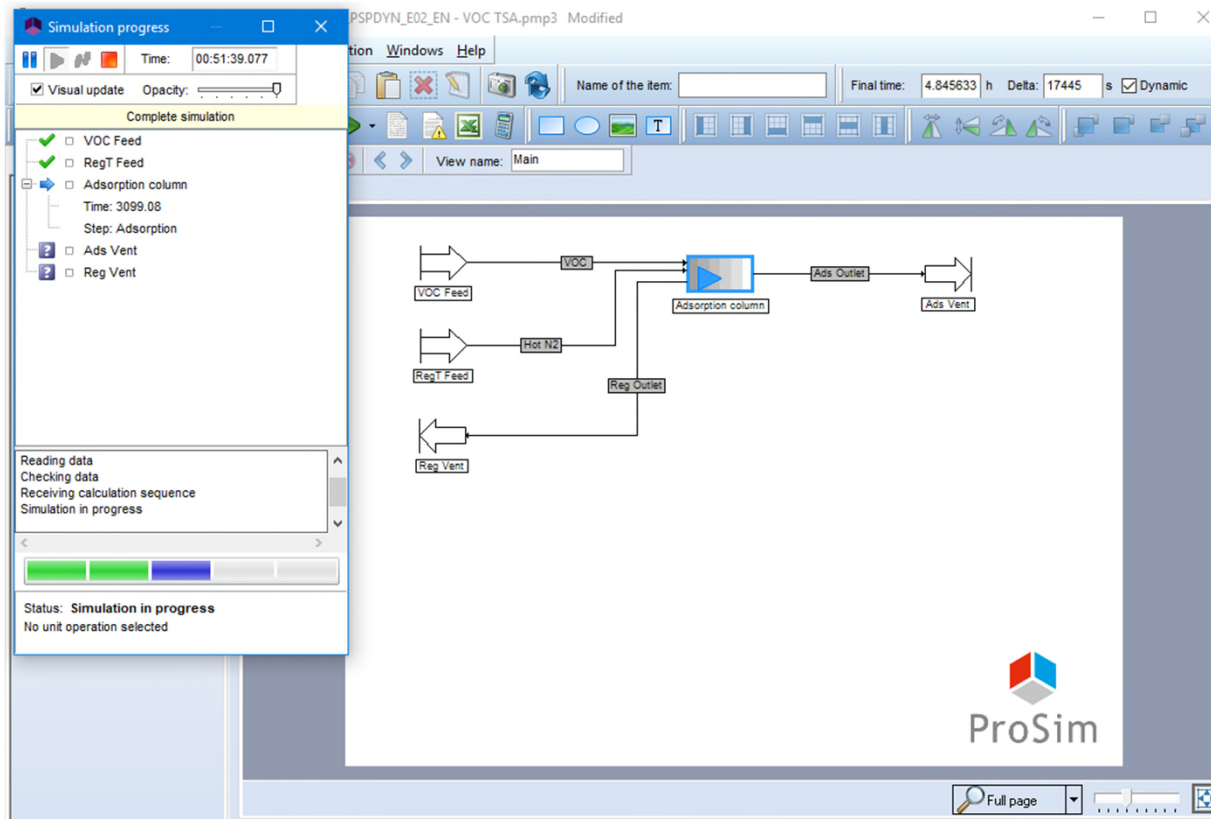 Simulation progress
PSPDYN_E02_EN - VOC TSA.pmp3 Modified
Time: 00:51:39.077
tion Windows Help
Visual update Opacity:
Name of the item:
Final time: 4.845633 h Delta: 17445 s Dynamic
Complete simulation
T
View name: Main
VOC Feed
RegT Feed
Adsorption column
Time: 3099.08
Step: Adsorption
? Ads Vent
? Reg Vent
Reading data
Checking data
Receiving calculation sequence
Simulation in progress
Status: Simulation in progress
No unit operation selected
VOC
VOC Feed
Adsorption column
Ads Outlet
Ads Vent
Hot N2
RegT Feed
Reg Outlet
Reg Vent
ProSim
Full page